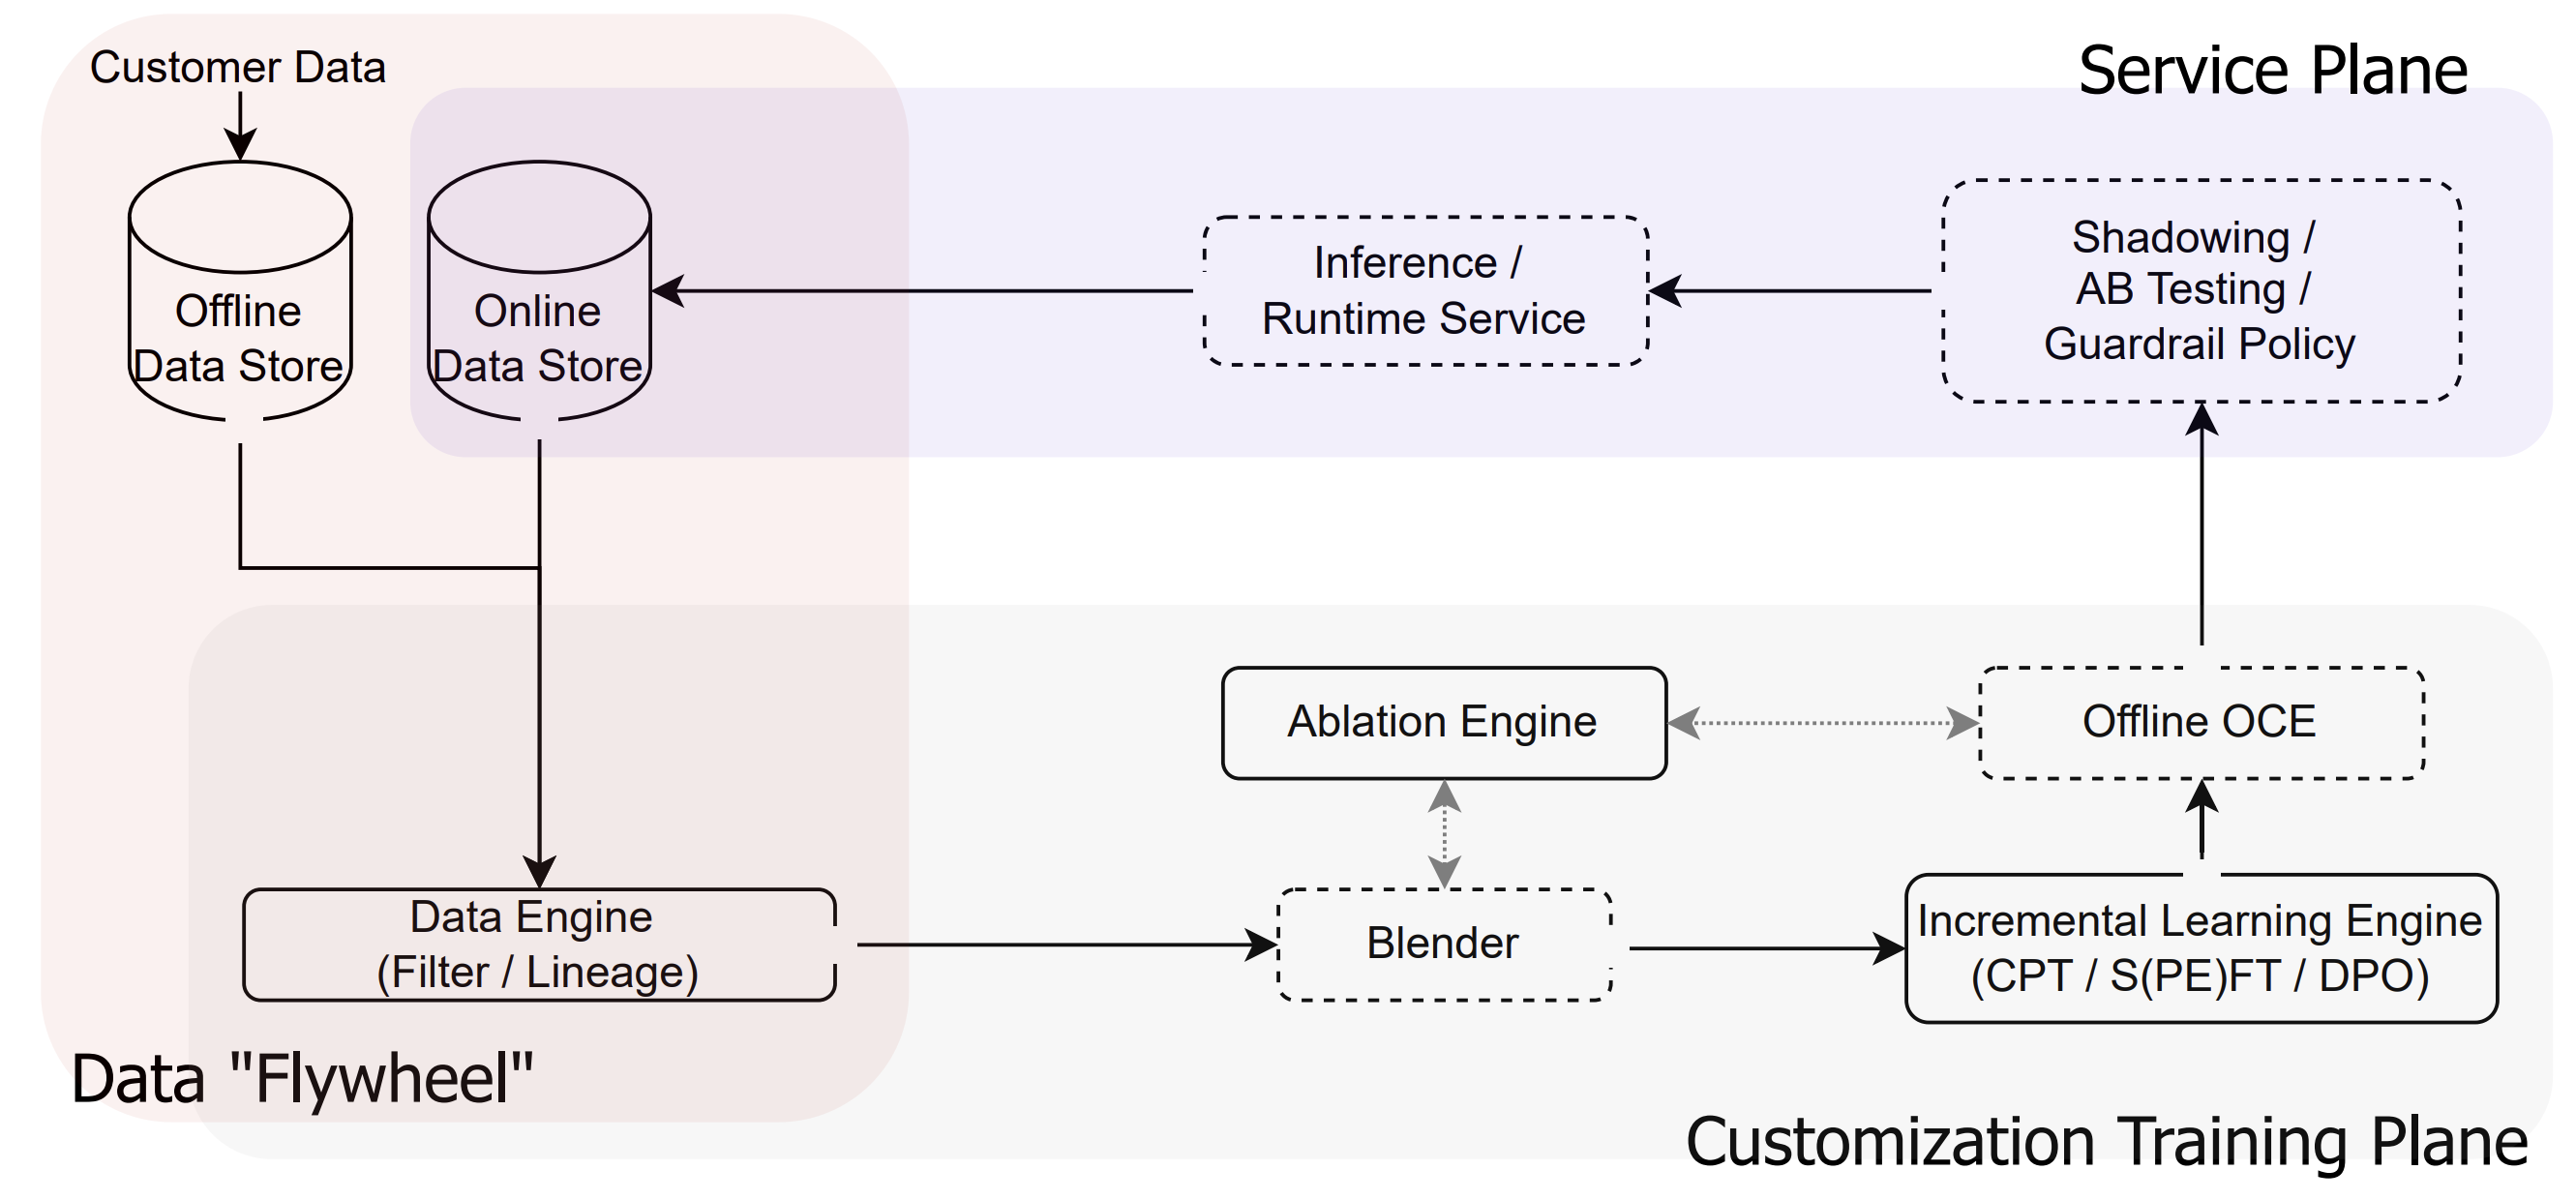 Customer Data
Service Plane
Offline
Data Store
Online
Data Store
Inference /
Runtime Service
Shadowing /
AB Testing /
Guardrail Policy
Ablation Engine
Offline OCE
Data Engine
(Filter / Lineage)
Blender
Incremental Learning Engine
(CPT / S(PE)FT / DPO)
Data "Flywheel"
Customization Training Plane